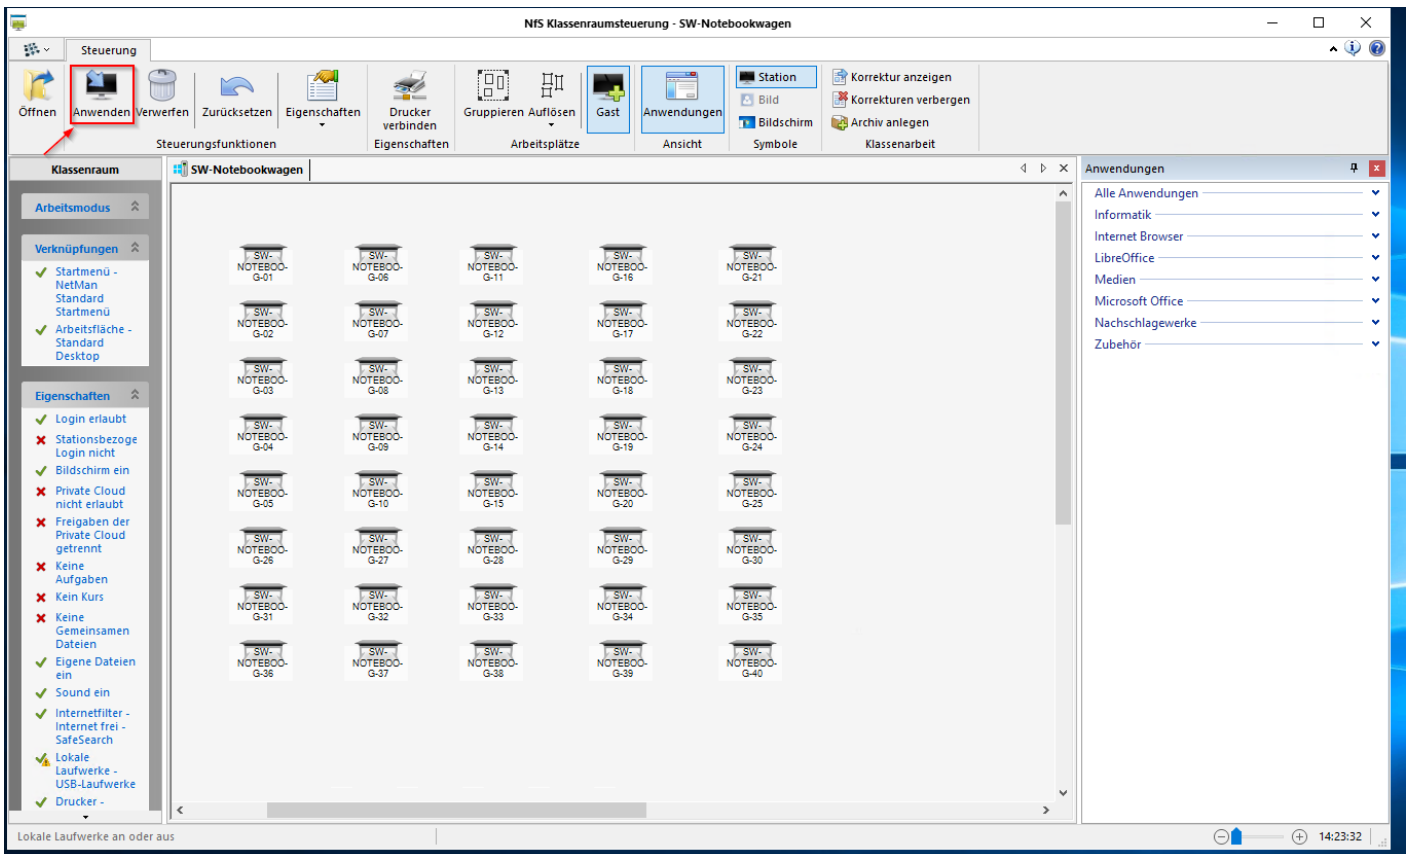 NfS Klassenraumsteuerung - SW-Notebookwagen
Steuerung
Öffnen
Anwenden
Verwerfen
Zurücksetzen
Eigenschaften
Drucker
verbinden
Gruppieren
Auflösen
Gast
Anwendungen
Station
Bild
Bildschirm
Korrektur anzeigen
Korrekturen verbergen
Archiv anlegen
Steuerungsfunktionen
Eigenschaften
Arbeitsplätze
Ansicht
Symbole
Klassenarbeit
Klassenraum
Arbeitsmodus
Verknüpfungen
Startmenü -
NetMan
Standard
Startmenü
Arbeitsfläche -
Standard
Desktop
Eigenschaften
Login erlaubt
Stationsbezoge
Login nicht
Bildschirm ein
Private Cloud
nicht erlaubt
Freigaben der
Private Cloud
getrennt
Keine
Aufgaben
Kein Kurs
Keine
Gemeinsamen
Dateien
Eigene Dateien
ein
Sound ein
Internetfilter -
Internet frei -
SafeSearch
Lokale
Laufwerke -
USB-Laufwerke
Drucker -
SW-Notebookwagen
SW- SW- SW- SW- SW-
NOTEBOO- NOTEBOO- NOTEBOO- NOTEBOO- NOTEBOO-
G-01 G-06 G-11 G-16 G-21
SW- SW- SW- SW- SW-
NOTEBOO- NOTEBOO- NOTEBOO- NOTEBOO- NOTEBOO-
G-02 G-07 G-12 G-17 G-22
SW- SW- SW- SW- SW-
NOTEBOO- NOTEBOO- NOTEBOO- NOTEBOO- NOTEBOO-
G-03 G-08 G-13 G-18 G-23
SW- SW- SW- SW- SW-
NOTEBOO- NOTEBOO- NOTEBOO- NOTEBOO- NOTEBOO-
G-04 G-09 G-14 G-19 G-24
SW- SW- SW- SW- SW-
NOTEBOO- NOTEBOO- NOTEBOO- NOTEBOO- NOTEBOO-
G-05 G-10 G-15 G-20 G-25
SW- SW- SW- SW- SW-
NOTEBOO- NOTEBOO- NOTEBOO- NOTEBOO- NOTEBOO-
G-26 G-27 G-28 G-29 G-30
SW- SW- SW- SW- SW-
NOTEBOO- NOTEBOO- NOTEBOO- NOTEBOO- NOTEBOO-
G-31 G-32 G-33 G-34 G-35
SW- SW- SW- SW- SW-
NOTEBOO- NOTEBOO- NOTEBOO- NOTEBOO- NOTEBOO-
G-36 G-37 G-38 G-39 G-40
Anwendungen
Alle Anwendungen
Informatik
Internet Browser
LibreOffice
Medien
Microsoft Office
Nachschlagewerke
Zubehör
Lokale Laufwerke an oder aus
14:23:32